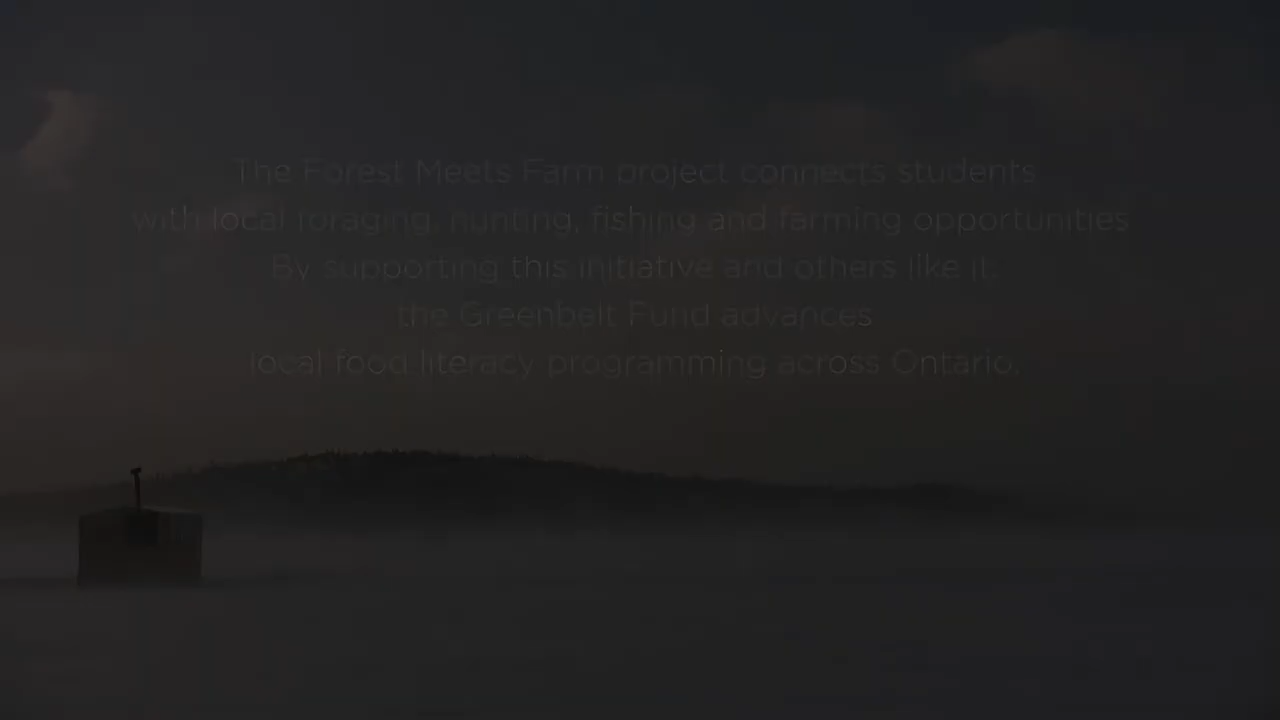 The Forest Meets Farm project connects students
with local foraging, hunting, fishing and farming opportunities
By supporting this initiative and others like it,
the Greenbelt Fund advances
local food literacy programming across Ontario.